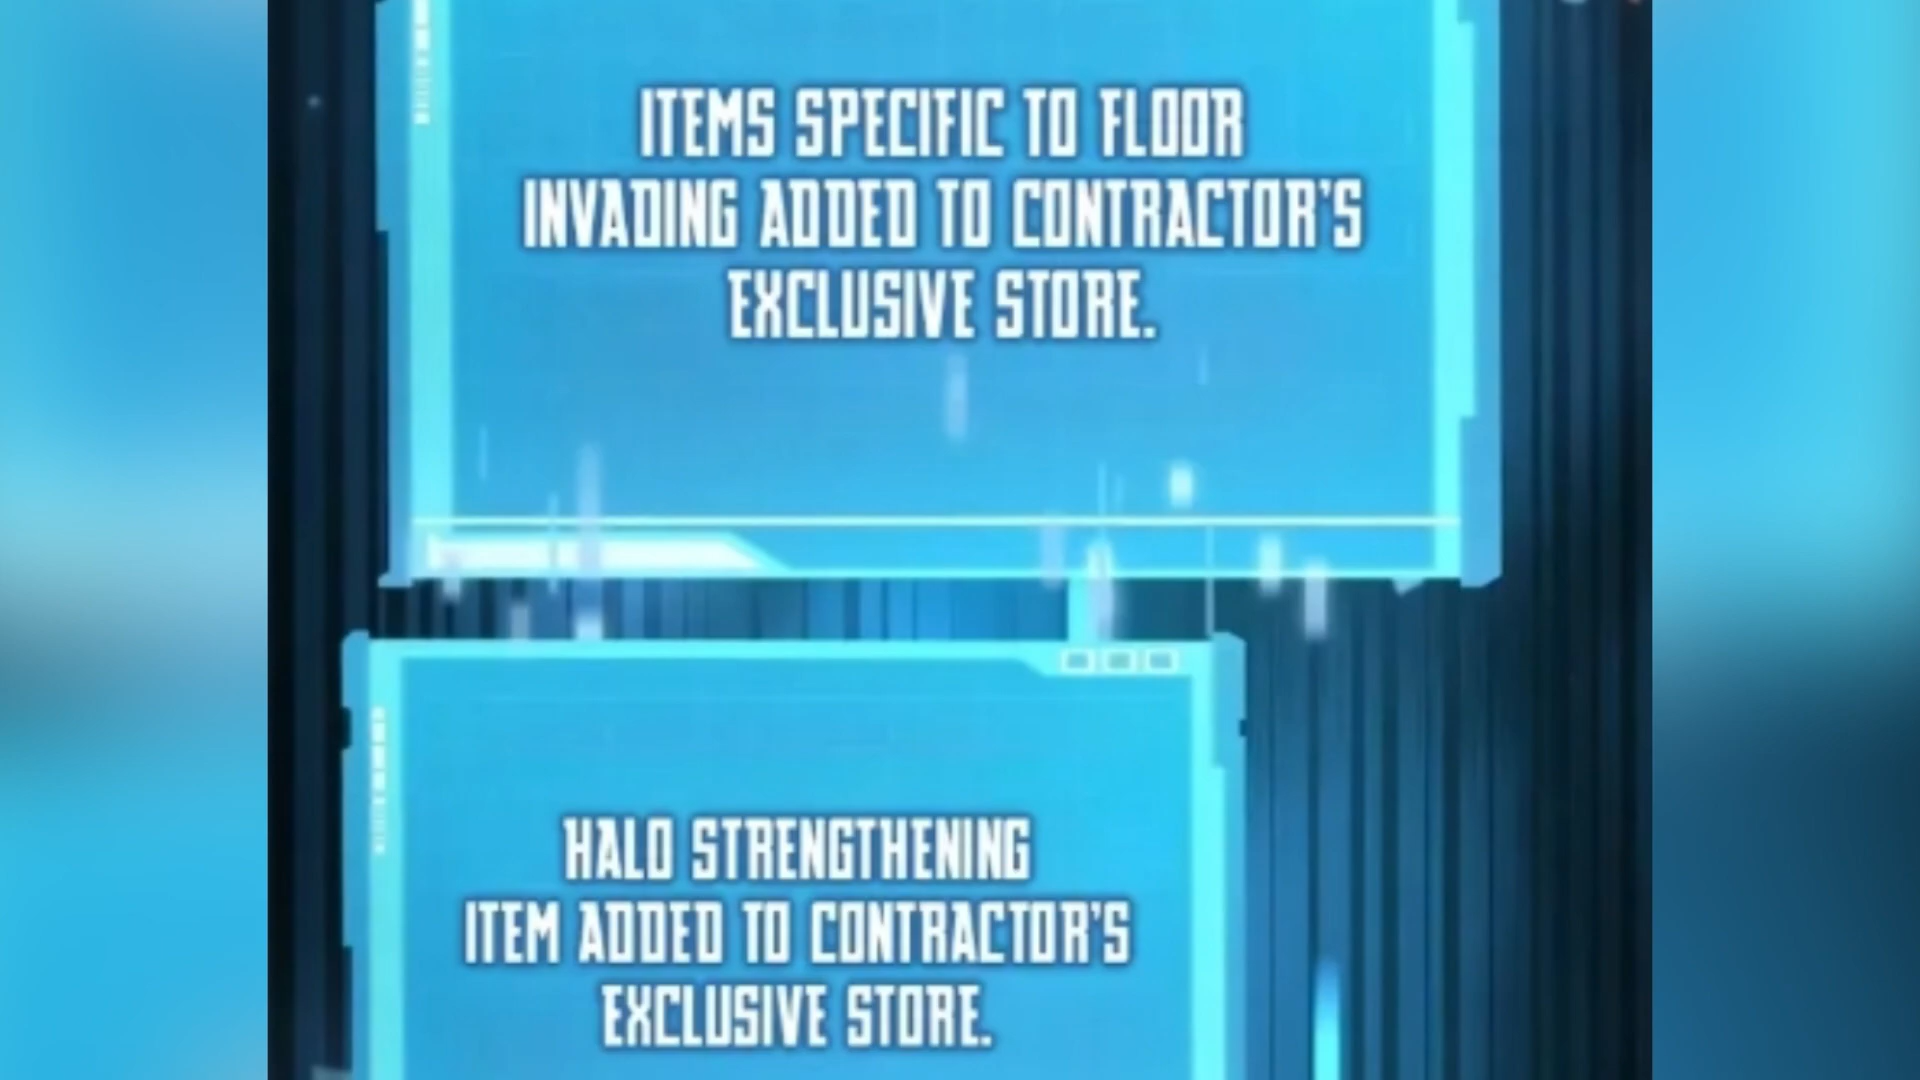 ITEMS SPECIFIC TO FLOOR
INVADING ADDED TO CONTRACTOR'S
EXCLUSIVE STORE.
HALO STRENGTHENING
ITEM ADDED TO CONTRACTOR'S
EXCLUSIVE STORE.